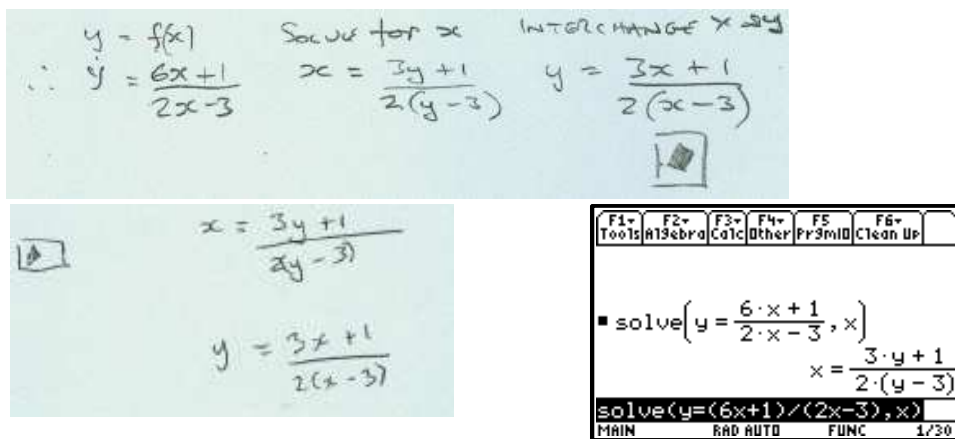 y = f(x) Solve for x INTERCHANGE x & y
∴ y = (6x+1)/(2x-3) x = (3y+1)/(2(y-3)) y = (3x+1)/(2(x-3))
x = (3y+1)/(2(y-3))
y = (3x+1)/(2(x-3))
F1 Tools F2 Algebra F3 Calc F4 Other F5 PrgmIO F6 Clean Up
solve(y = (6·x+1)/(2·x-3), x)
x = (3·y+1)/(2·(y-3))
solve(y=(6x+1)/(2x-3),x)
MAIN RAD AUTO FUNC 1/30